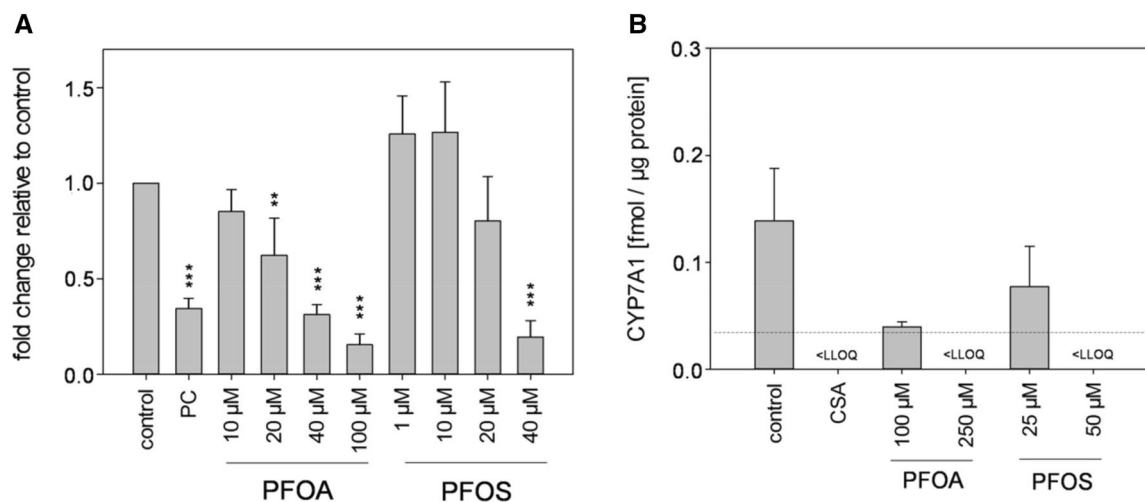 A
fold change relative to control
1.5
1.0
0.5
0.0
***
**
***
***
***
control
PC
10 µM
20 µM
40 µM
100 µM
1 µM
10 µM
20 µM
40 µM
PFOA
PFOS
B
CYP7A1 [fmol / µg protein]
0.3
0.2
0.1
0.0
<LLOQ
<LLOQ
<LLOQ
control
CSA
100 µM
250 µM
25 µM
50 µM
PFOA
PFOS